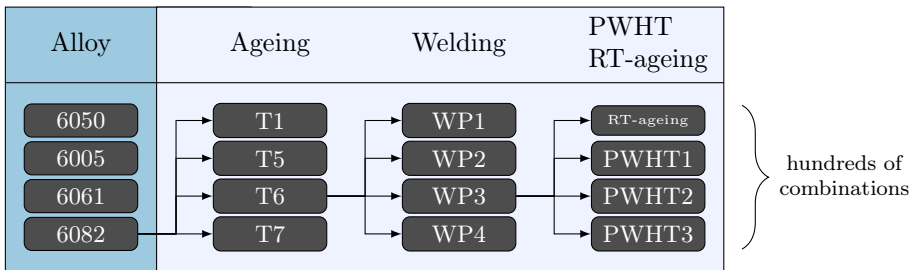 Alloy
Ageing
Welding
PWHT
RT-ageing
6050
T1
WP1
RT-ageing
6005
T5
WP2
PWHT1
6061
T6
WP3
PWHT2
6082
T7
WP4
PWHT3
hundreds of
combinations